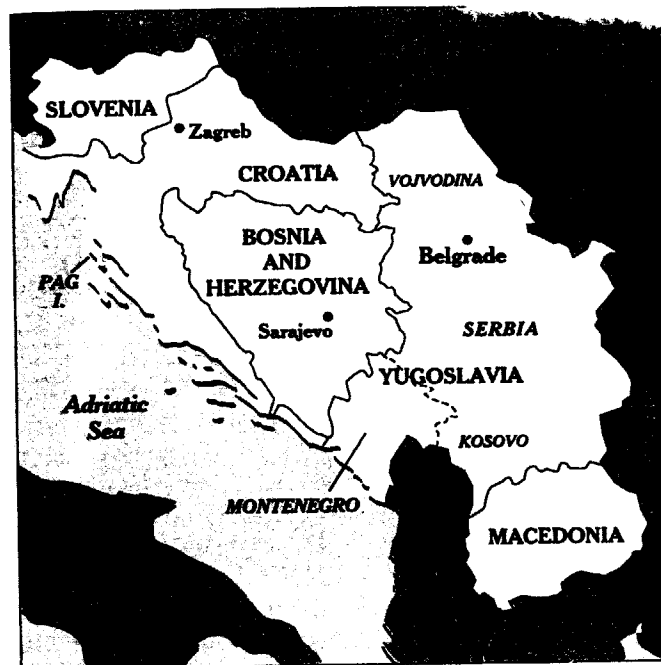 SLOVENIA
Zagreb
CROATIA
VOJVODINA
BOSNIA
AND
HERZEGOVINA
Belgrade
PAG
I.
Sarajevo
SERBIA
YUGOSLAVIA
Adriatic
Sea
KOSOVO
MONTENEGRO
MACEDONIA